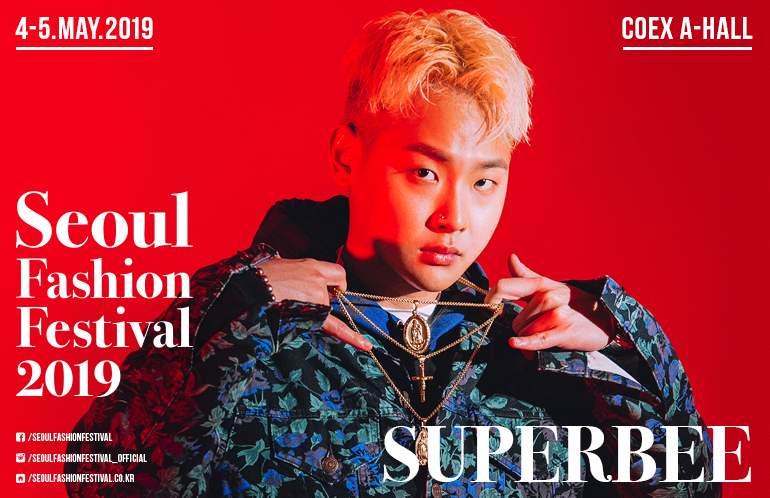 4-5.MAY.2019
COEX A-HALL
Seoul
Fashion
Festival
2019
/SEOULFASHIONFESTIVAL
/SEOULFASHIONFESTIVAL_OFFICIAL
/SEOULFASHIONFESTIVAL.CO.KR
SUPERBEE